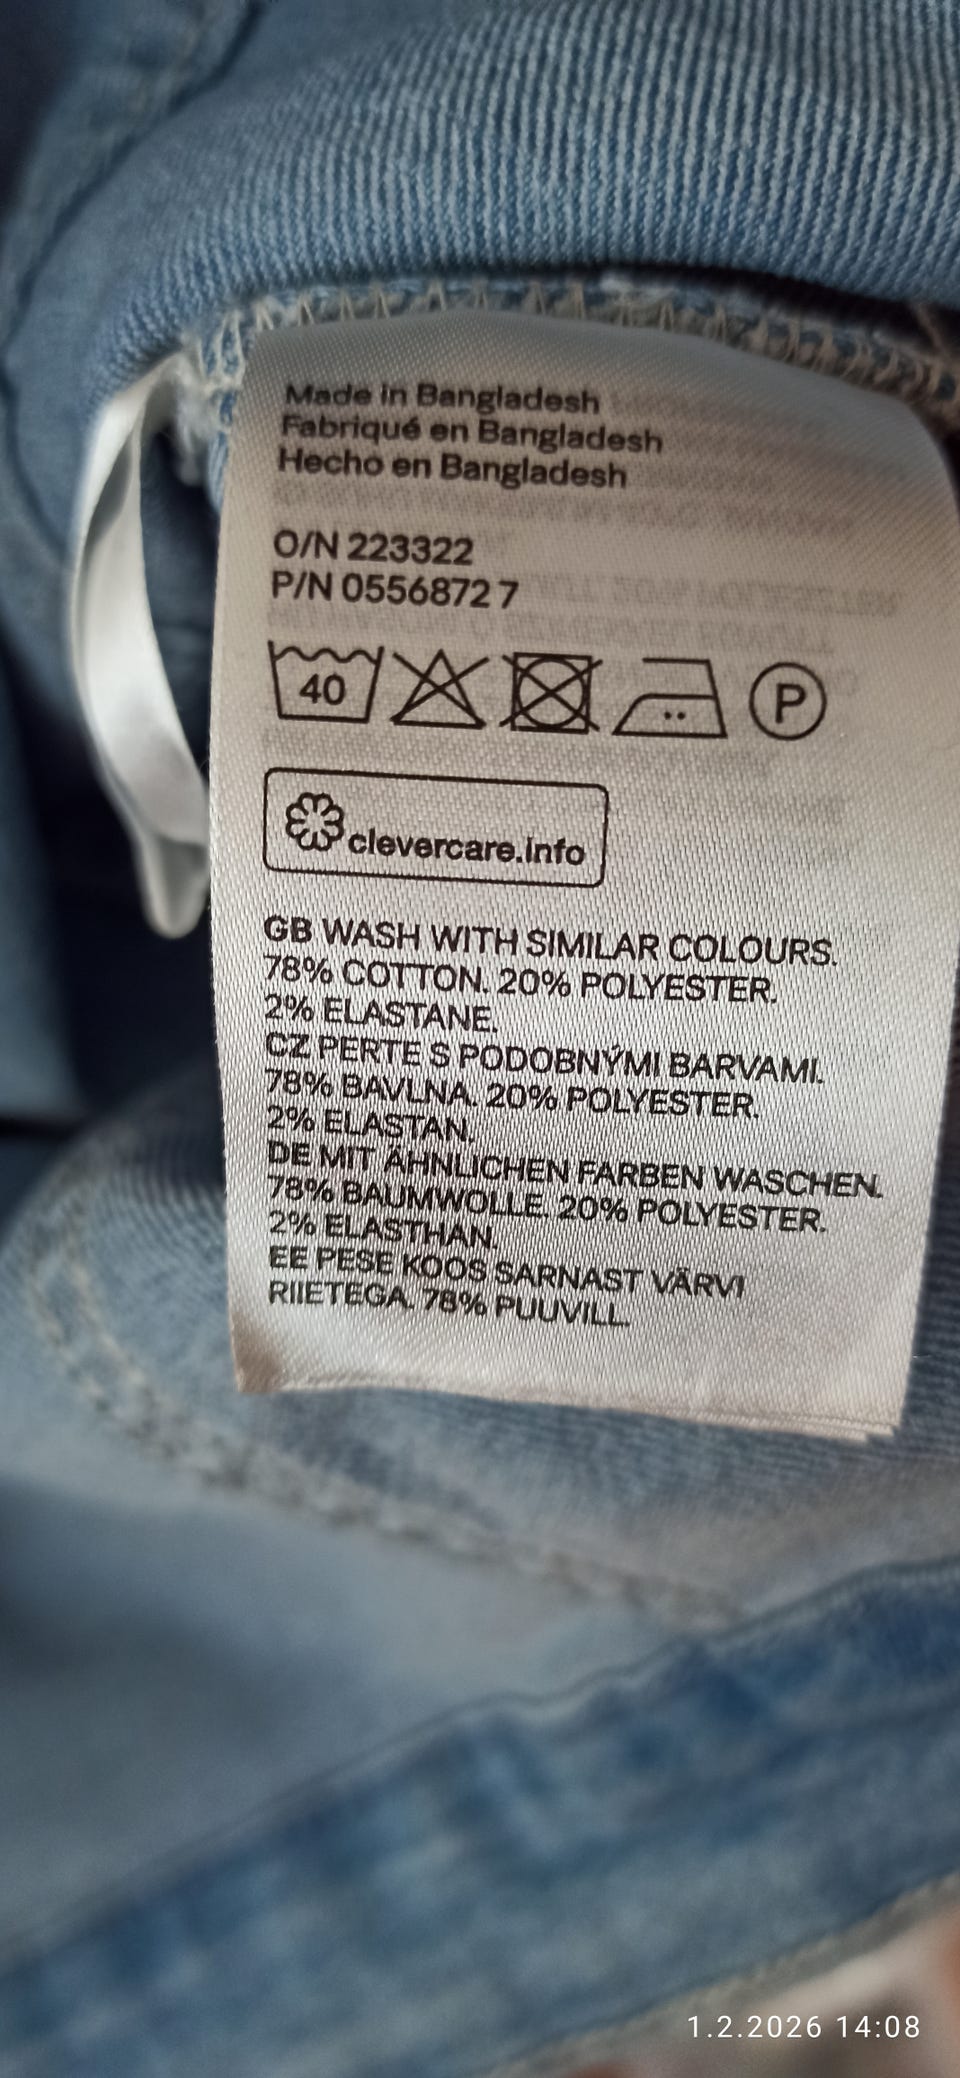 Made in Bangladesh
Fabriqué en Bangladesh
Hecho en Bangladesh
O/N 223322
P/N 0556872 7
40
P
clevercare.info
GB WASH WITH SIMILAR COLOURS.
78% COTTON. 20% POLYESTER.
2% ELASTANE.
CZ PERTE S PODOBNÝMI BARVAMI.
78% BAVLNA. 20% POLYESTER.
2% ELASTAN.
DE MIT ÄHNLICHEN FARBEN WASCHEN.
78% BAUMWOLLE. 20% POLYESTER.
2% ELASTHAN.
EE PESE KOOS SARNAST VÄRVI
RIIETEGA. 78% PUUVILL.
1.2.2026 14:08